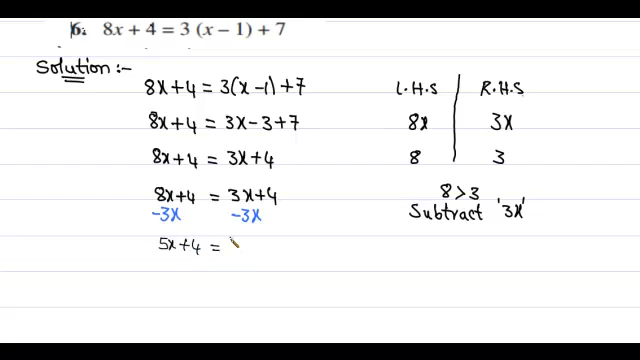 6. 8x + 4 = 3 (x − 1) + 7
Solution :-
8x+4 = 3(x−1)+7
8x+4 = 3x−3+7
8x+4 = 3x+4
8x+4 = 3x+4
−3x −3x
5x+4 =
L.H.S R.H.S
8x 3x
8 3
8 > 3
Subtract '3x'